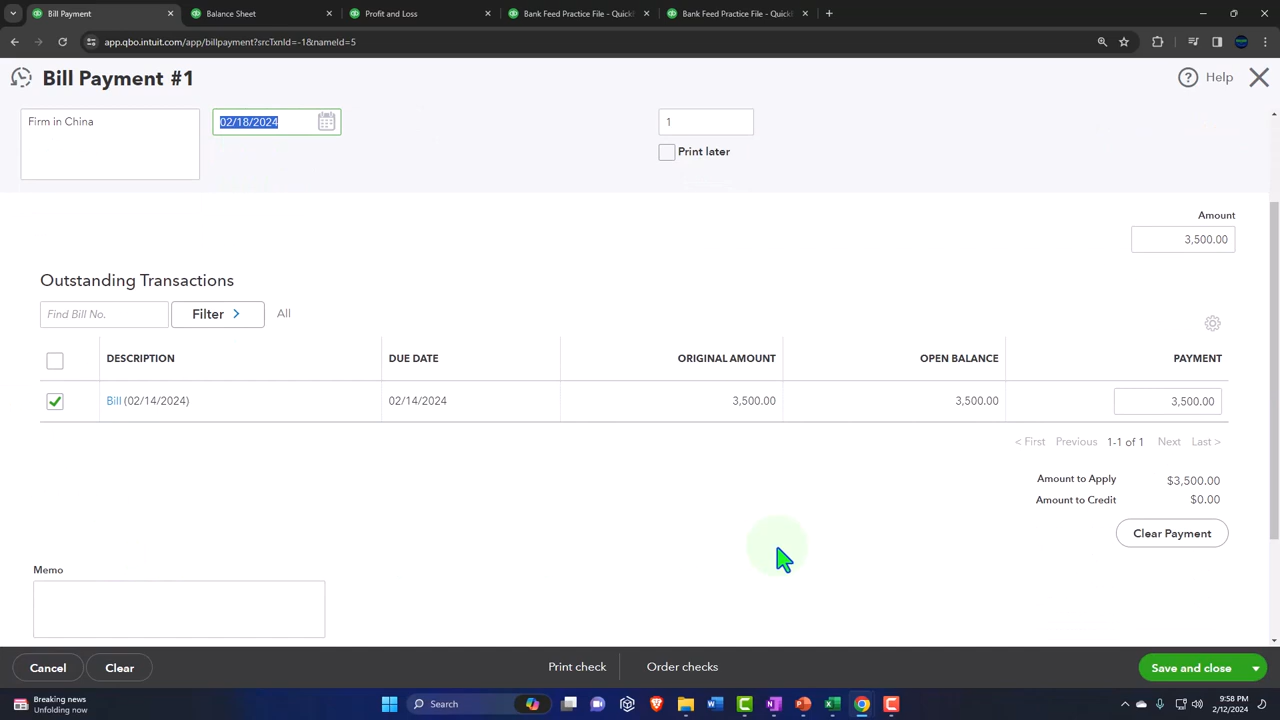 Bill Payment
Balance Sheet
Profit and Loss
Bank Feed Practice File - QuickB
Bank Feed Practice File - QuickB
app.qbo.intuit.com/app/billpayment?srcTxnId=-18&nameId=5
Bill Payment #1
Help
Firm in China
02/18/2024
1
Print later
Amount
3,500.00
Outstanding Transactions
Find Bill No.
Filter >
All
DESCRIPTION DUE DATE ORIGINAL AMOUNT OPEN BALANCE PAYMENT
Bill (02/14/2024) 02/14/2024 3,500.00 3,500.00 3,500.00
< First Previous 1-1 of 1 Next Last >
Amount to Apply $3,500.00
Amount to Credit $0.00
Clear Payment
Memo
Cancel Clear Print check Order checks Save and close
Breaking news
Unfolding now
Search
9:58 PM
2/12/2024